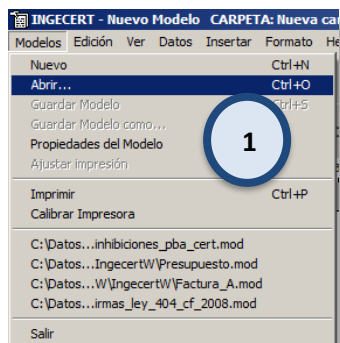 INGECERT - Nuevo Modelo CARPETA: Nueva car
Modelos Edición Ver Datos Insertar Formato He
Nuevo Ctrl+N
Abrir... Ctrl+O
Guardar Modelo Ctrl+S
Guardar Modelo como...
Propiedades del Modelo
Ajustar impresión
1
Imprimir Ctrl+P
Calibrar Impresora
C:\Datos...inhibiciones_pba_cert.mod
C:\Datos...IngecertW\Presupuesto.mod
C:\Datos...W\IngecertW\Factura_A.mod
C:\Datos...irmas_ley_404_cf_2008.mod
Salir